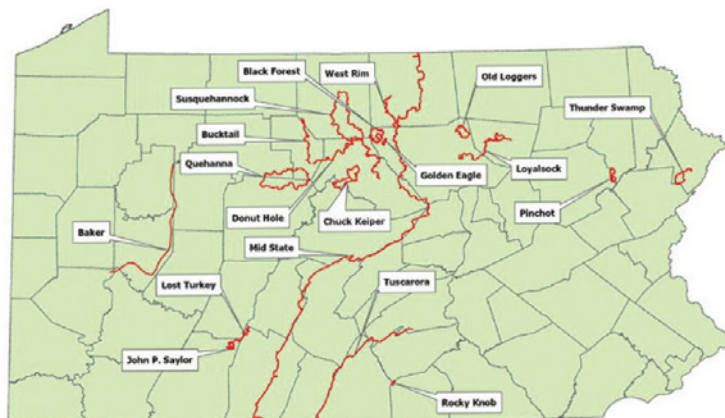 Black Forest
West Rim
Old Loggers
Susquehannock
Thunder Swamp
Bucktail
Quehanna
Golden Eagle
Loyalsock
Donut Hole
Chuck Keiper
Pinchot
Baker
Mid State
Lost Turkey
Tuscarora
John P. Saylor
Rocky Knob